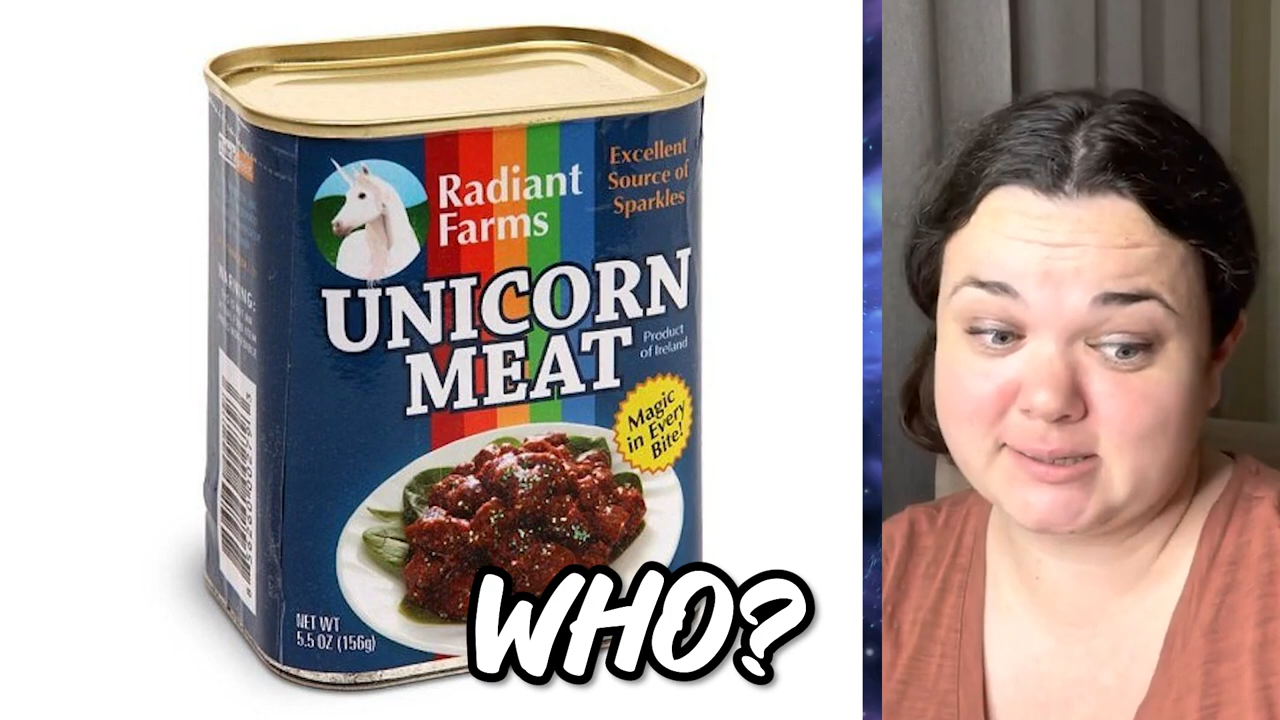 Radiant
Farms
Excellent
Source of
Sparkles
UNICORN
MEAT
Product
of Ireland
Magic
in Every
Bite!
WARNING:
NET WT
5.5 OZ (156g)
WHO?